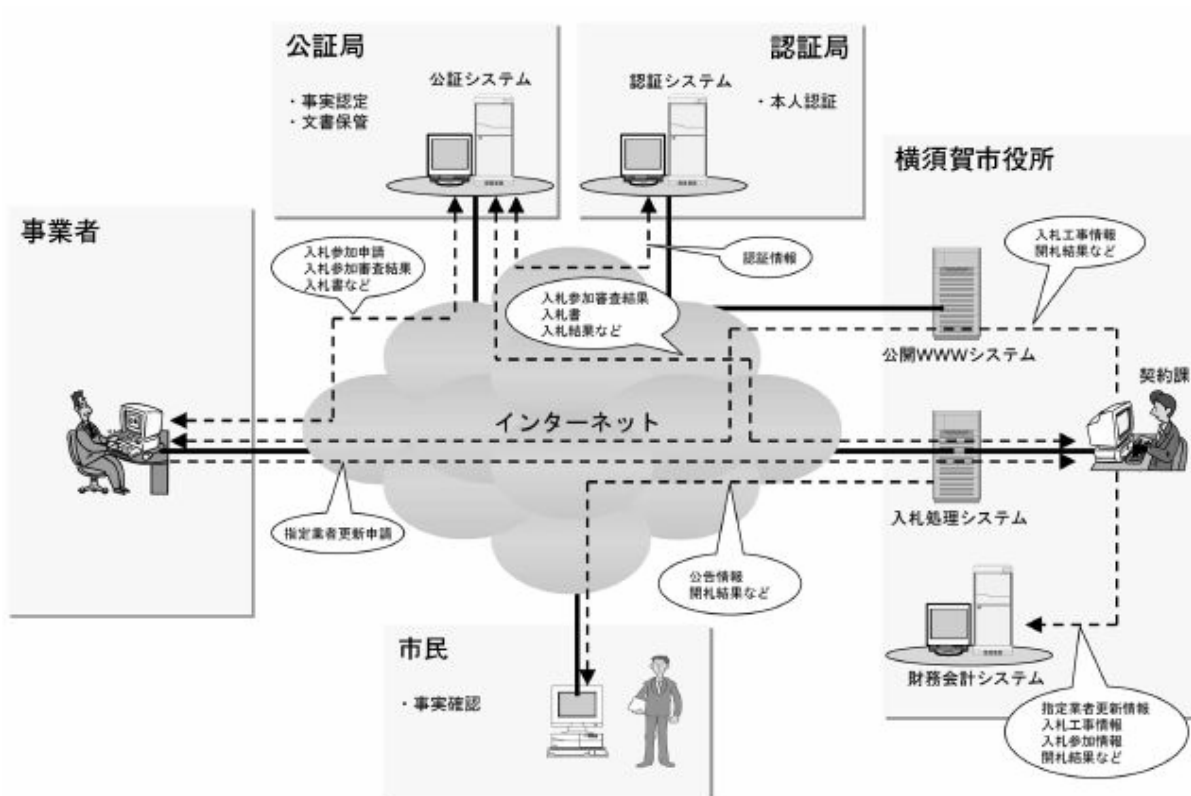 公証局
公証システム
・事実認定
・文書保管
認証局
認証システム
・本人認証
横須賀市役所
入札工事情報
開札結果など
公開WWWシステム
契約課
入札処理システム
財務会計システム
指定業者更新情報
入札工事情報
入札参加情報
開札結果など
事業者
入札参加申請
入札参加審査結果
入札書など
認証情報
入札参加審査結果
入札書
入札結果など
インターネット
指定業者更新申請
公告情報
開札結果など
市民
・事実確認